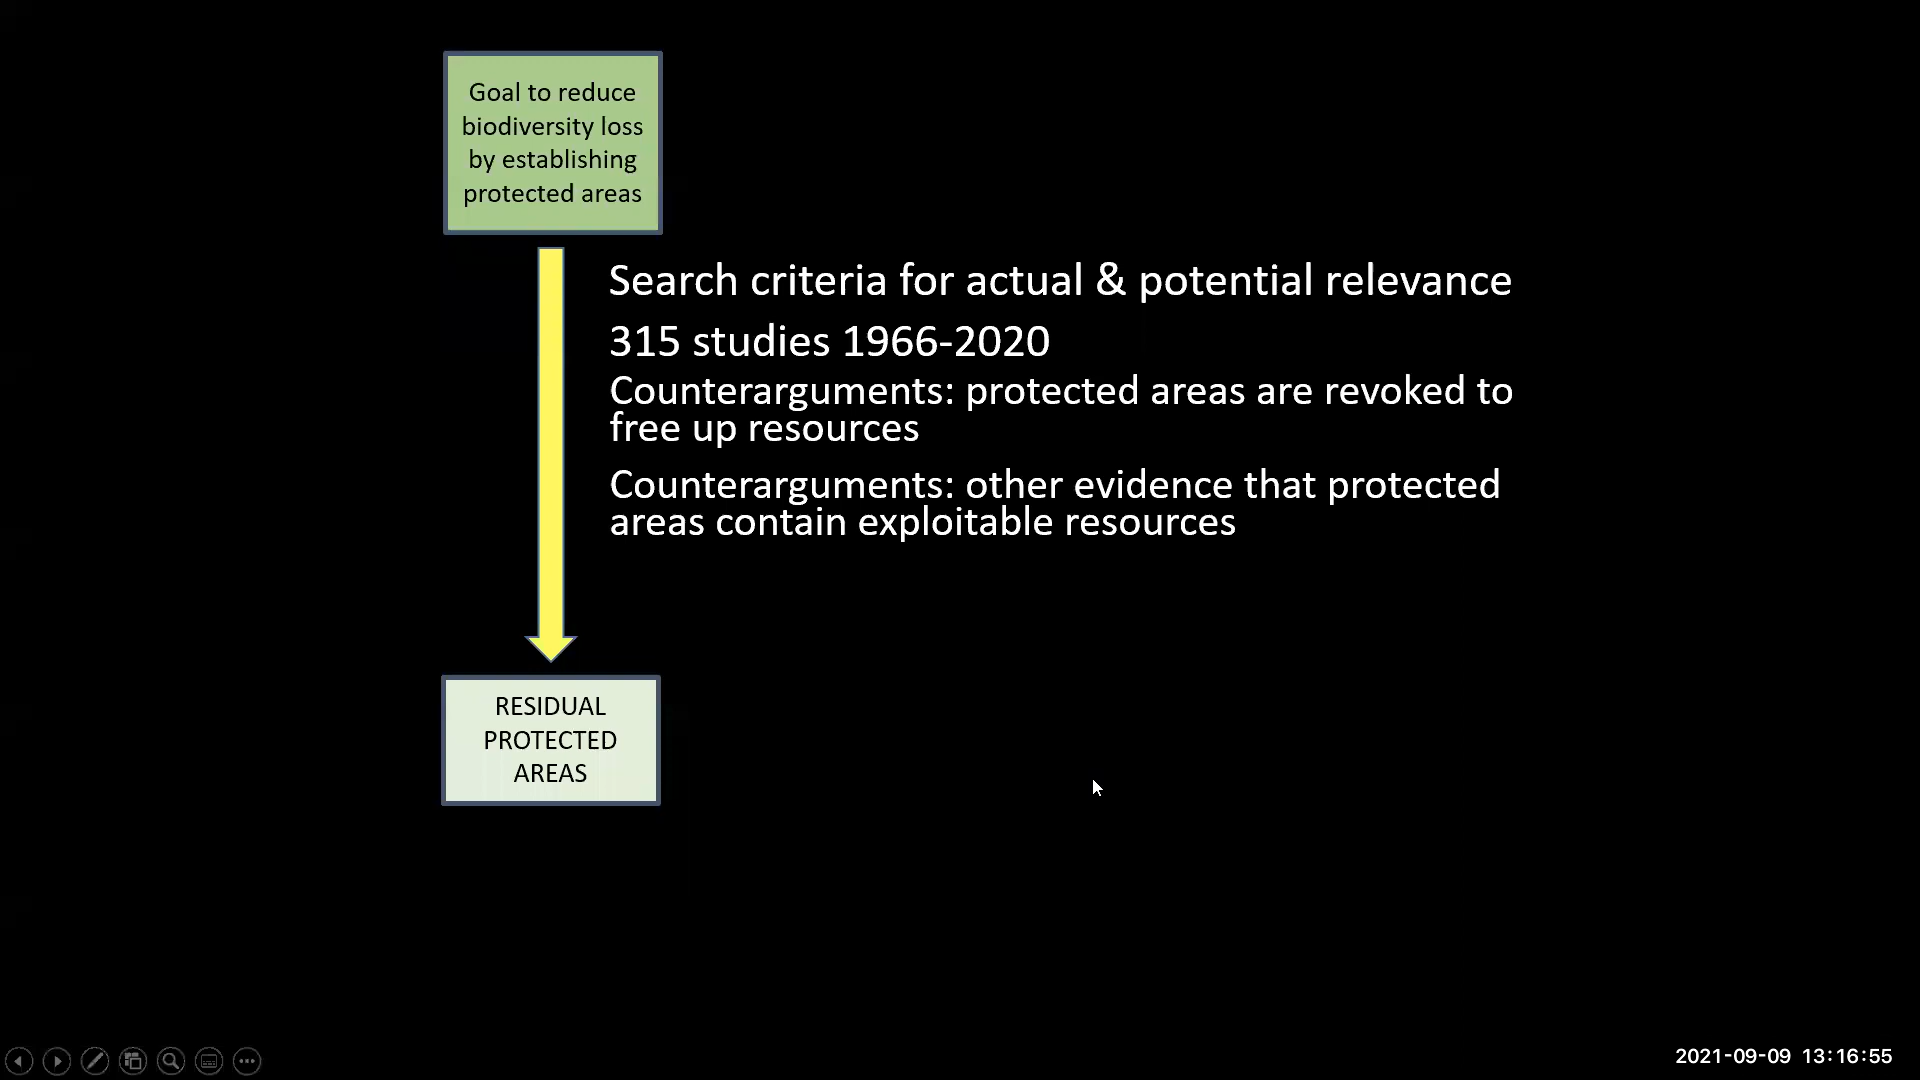 Goal to reduce
biodiversity loss
by establishing
protected areas
Search criteria for actual & potential relevance
315 studies 1966-2020
Counterarguments: protected areas are revoked to
free up resources
Counterarguments: other evidence that protected
areas contain exploitable resources
RESIDUAL
PROTECTED
AREAS
2021-09-09 13:16:55